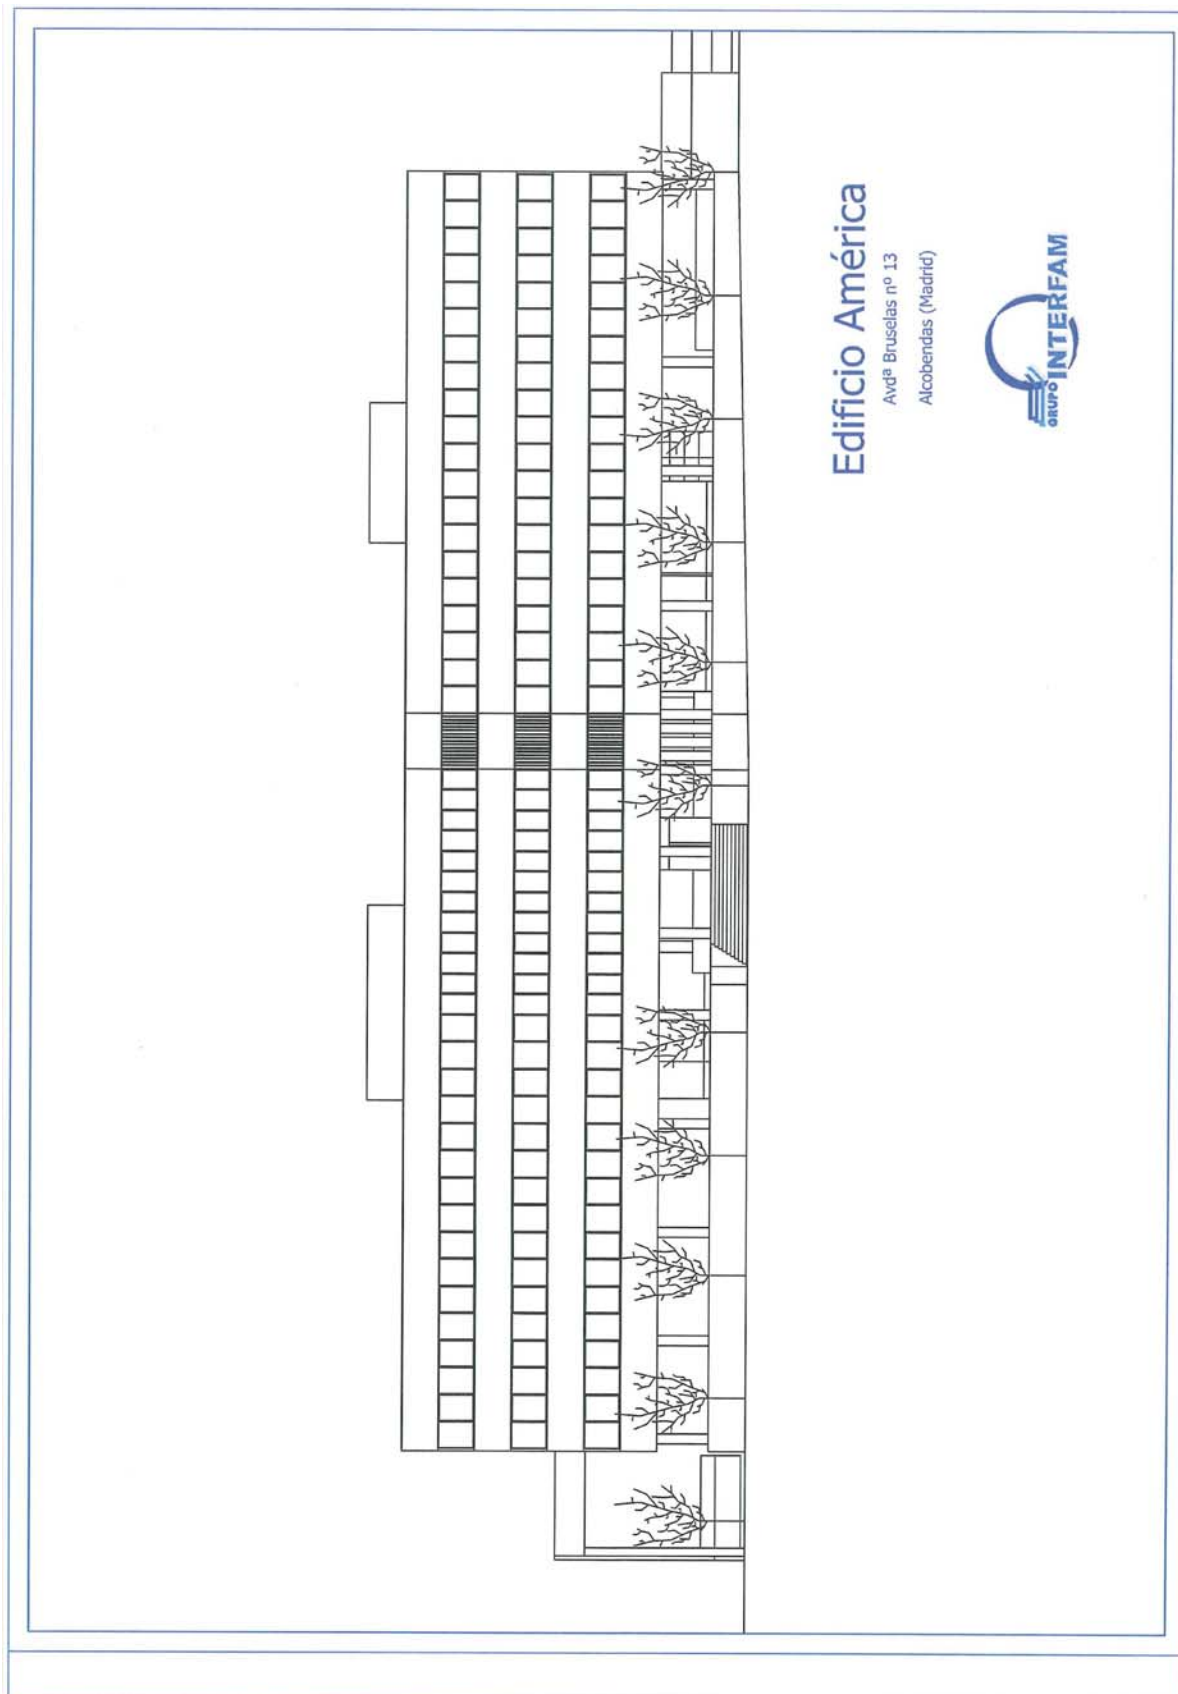 Edificio América
Avdª Bruselas nº 13
Alcobendas (Madrid)
GRUPO INTERFAM